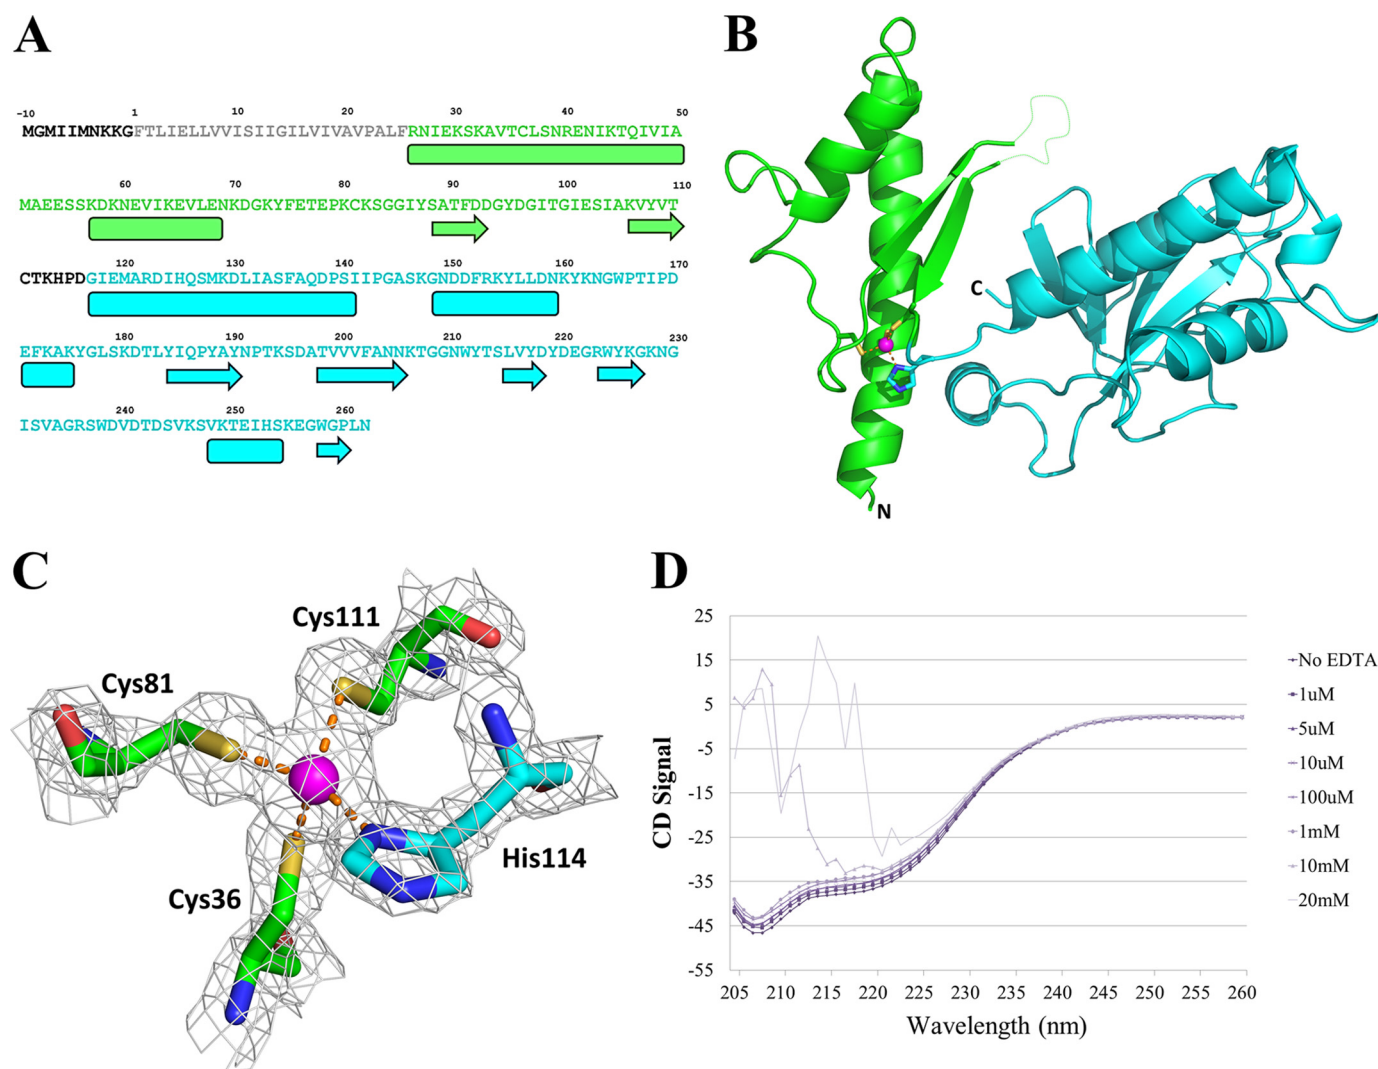 A
B
-10 1 10 20 30 40 50
MGMIIMNKKGFTLIELLVVISIIGILVIVAVPALFRNIEKSKAVTCLSNRENIKTQIVIA
60 70 80 90 100 110
MAEESSKDKNEVIKEVLENKDGKYFETEPKCKSGGIYSATFDDGYDGITGIESIAKVYVT
120 130 140 150 160 170
CTKHPDGIEMARDIHQSMKDLIASFAQDPSIIPGASKGNDDFRKYLLDNKYKNGWPTIPD
180 190 200 210 220 230
EFKAKYGLSKDTLYIQPYAYNPTKSDATVVVFANNKTGGNWYTSLVYDYDEGRWYKGKNG
240 250 260
ISVAGRSWDVDTDSVKSVKTEIHSKEGWGPLN
C
N
C
Cys111
Cys81
Cys36
His114
D
25
15
5
-5
-15
-25
-35
-45
-55
CD Signal
205 210 215 220 225 230 235 240 245 250 255 260
Wavelength (nm)
No EDTA
1uM
5uM
10uM
100uM
1mM
10mM
20mM